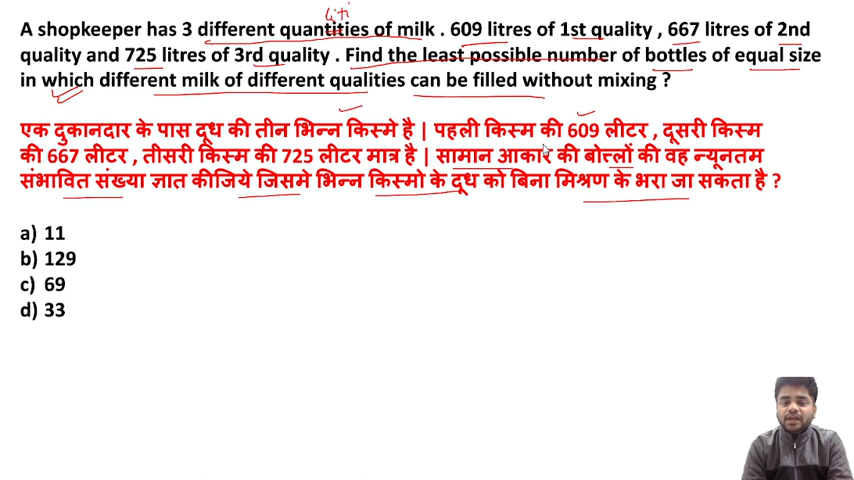 liti
A shopkeeper has 3 different quantities of milk . 609 litres of 1st quality , 667 litres of 2nd
quality and 725 litres of 3rd quality . Find the least possible number of bottles of equal size
in which different milk of different qualities can be filled without mixing ?
एक दुकानदार के पास दूध की तीन भिन्न किस्मे है | पहली किस्म की 609 लीटर , दूसरी किस्म
की 667 लीटर , तीसरी किस्म की 725 लीटर मात्र है | सामान आकार की बोत्लों की वह न्यूनतम
संभावित संख्या ज्ञात कीजिये जिसमे भिन्न किस्मो के दूध को बिना मिश्रण के भरा जा सकता है ?
a) 11
b) 129
c) 69
d) 33